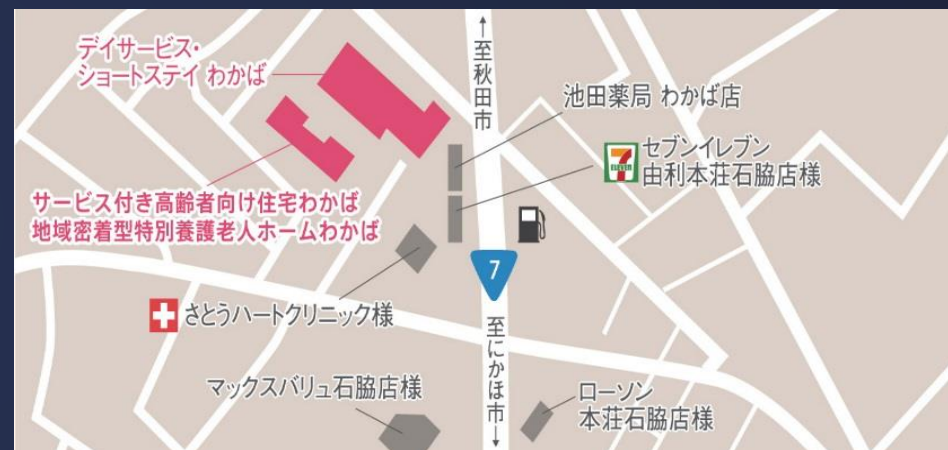 デイサービス・
ショートステイ わかば
↑至秋田市
池田薬局 わかば店
7
ELEVEN
セブンイレブン
由利本荘石脇店様
サービス付き高齢者向け住宅わかば
地域密着型特別養護老人ホームわかば
7
さとうハートクリニック様
至にかほ市→
マックスバリュ石脇店様
ローソン
本荘石脇店様